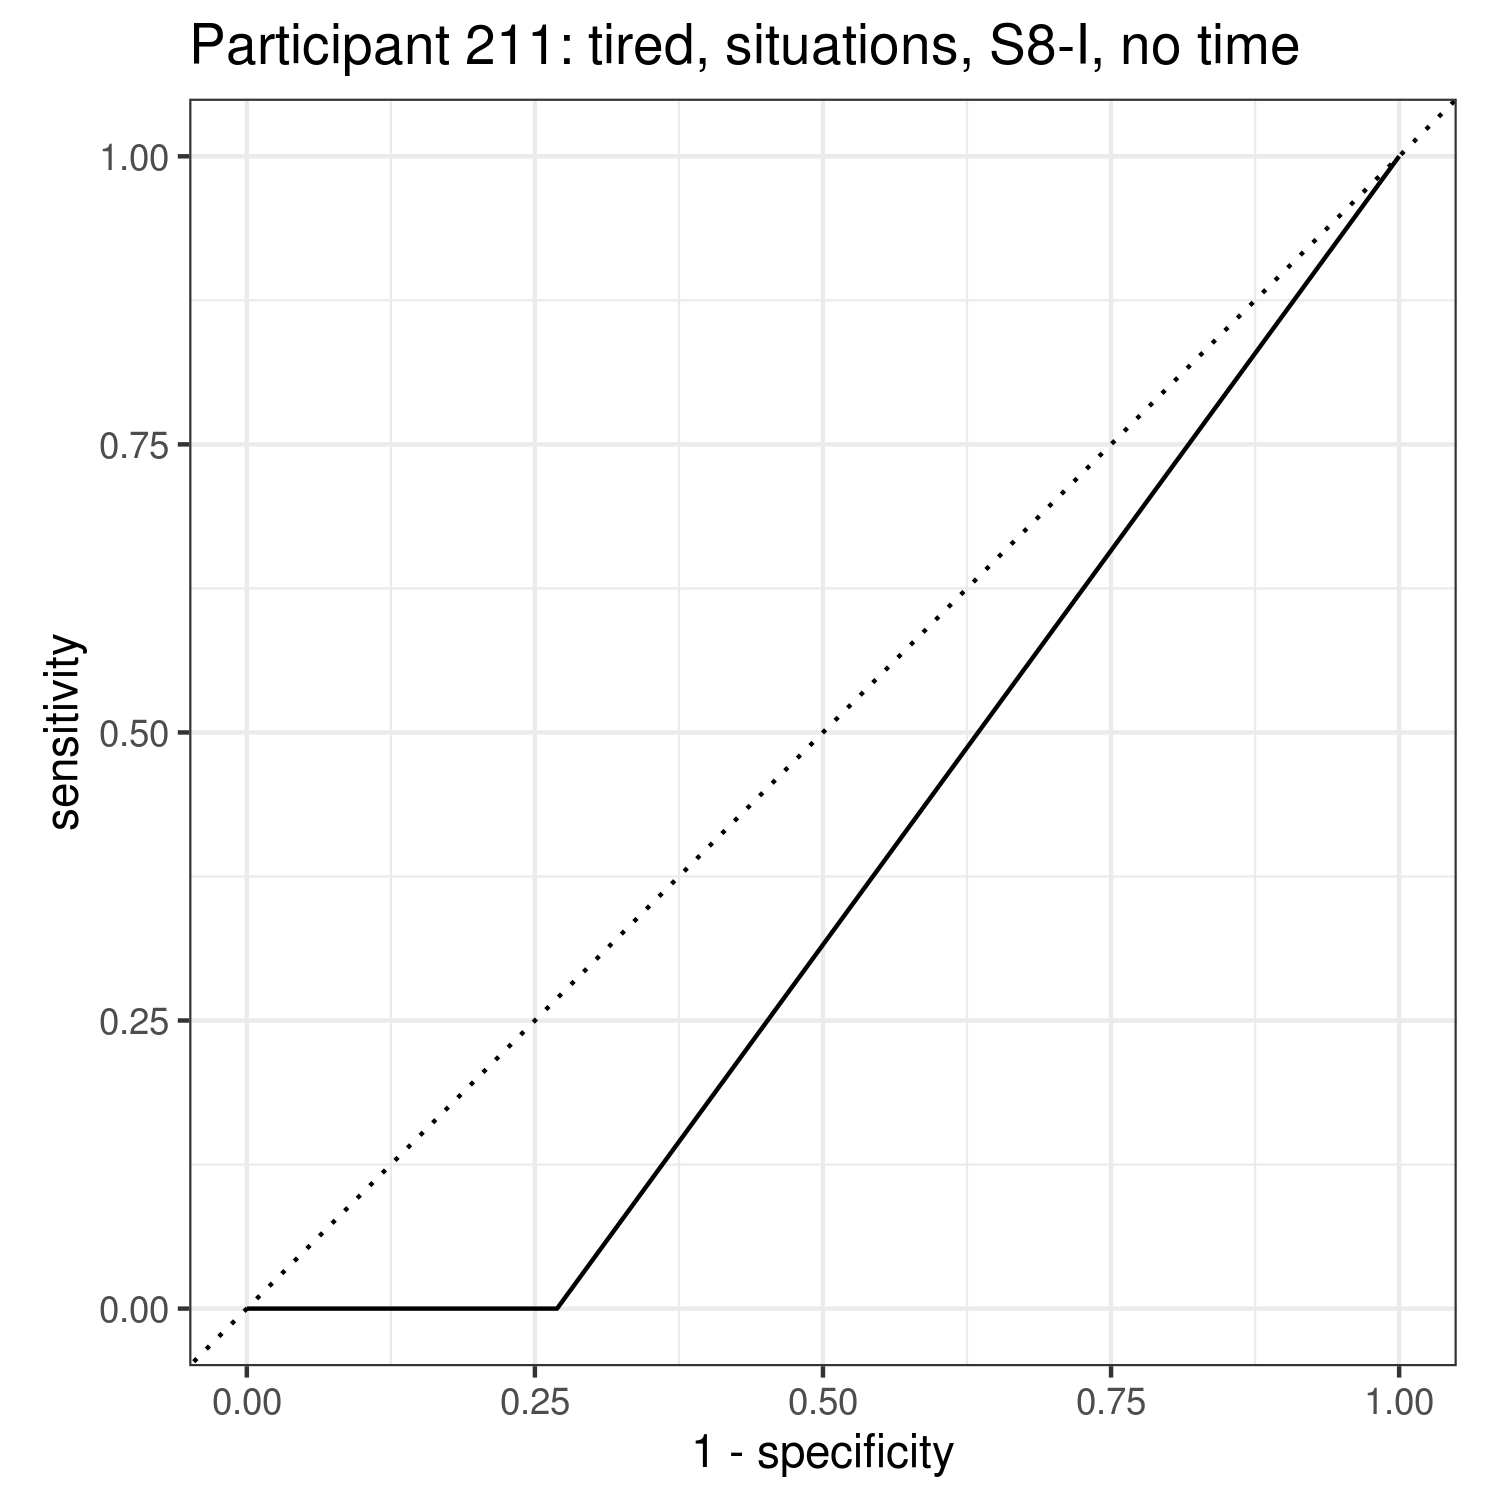 Participant 211: tired, situations, S8-I, no time
1.00
0.75
0.50
0.25
0.00
sensitivity
0.00 0.25 0.50 0.75 1.00
1 - specificity